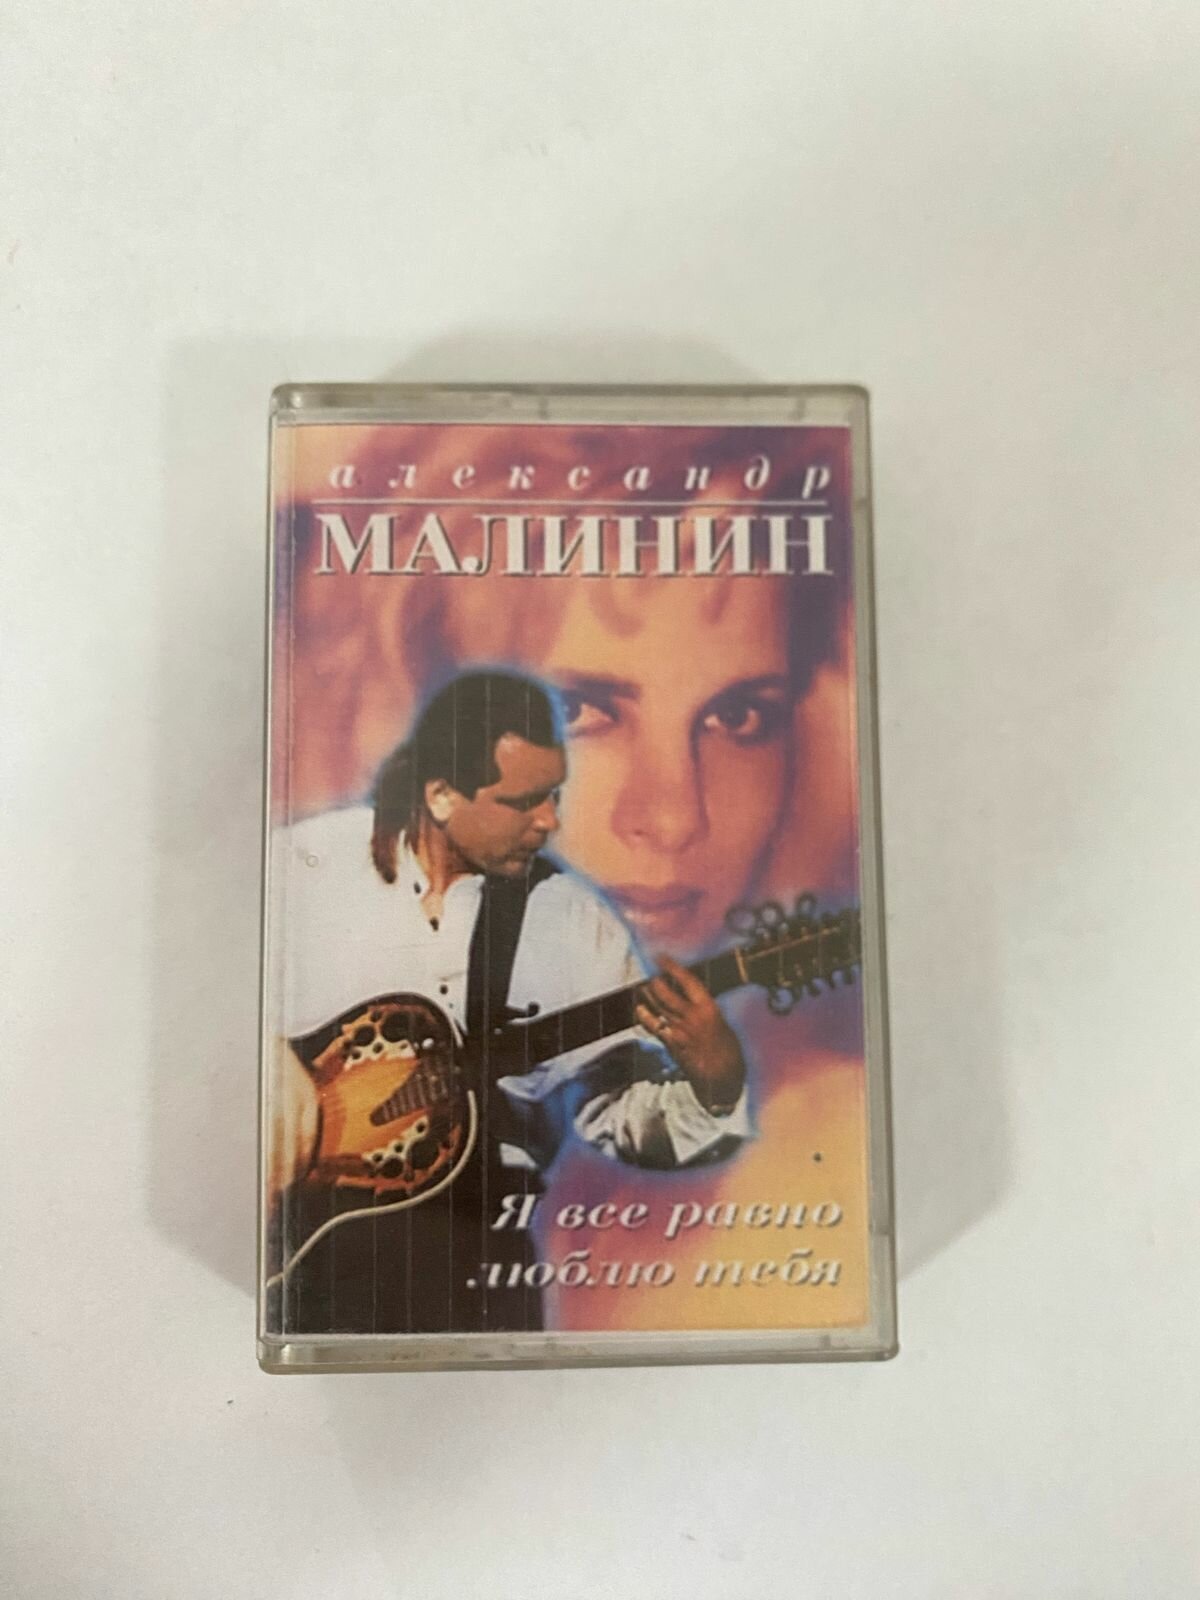 александр
МАЛИНИН
Я все равно
люблю тебя